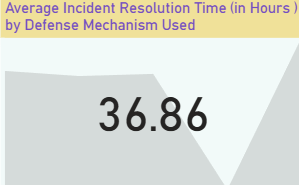 Average Incident Resolution Time (in Hours )
by Defense Mechanism Used
36.86